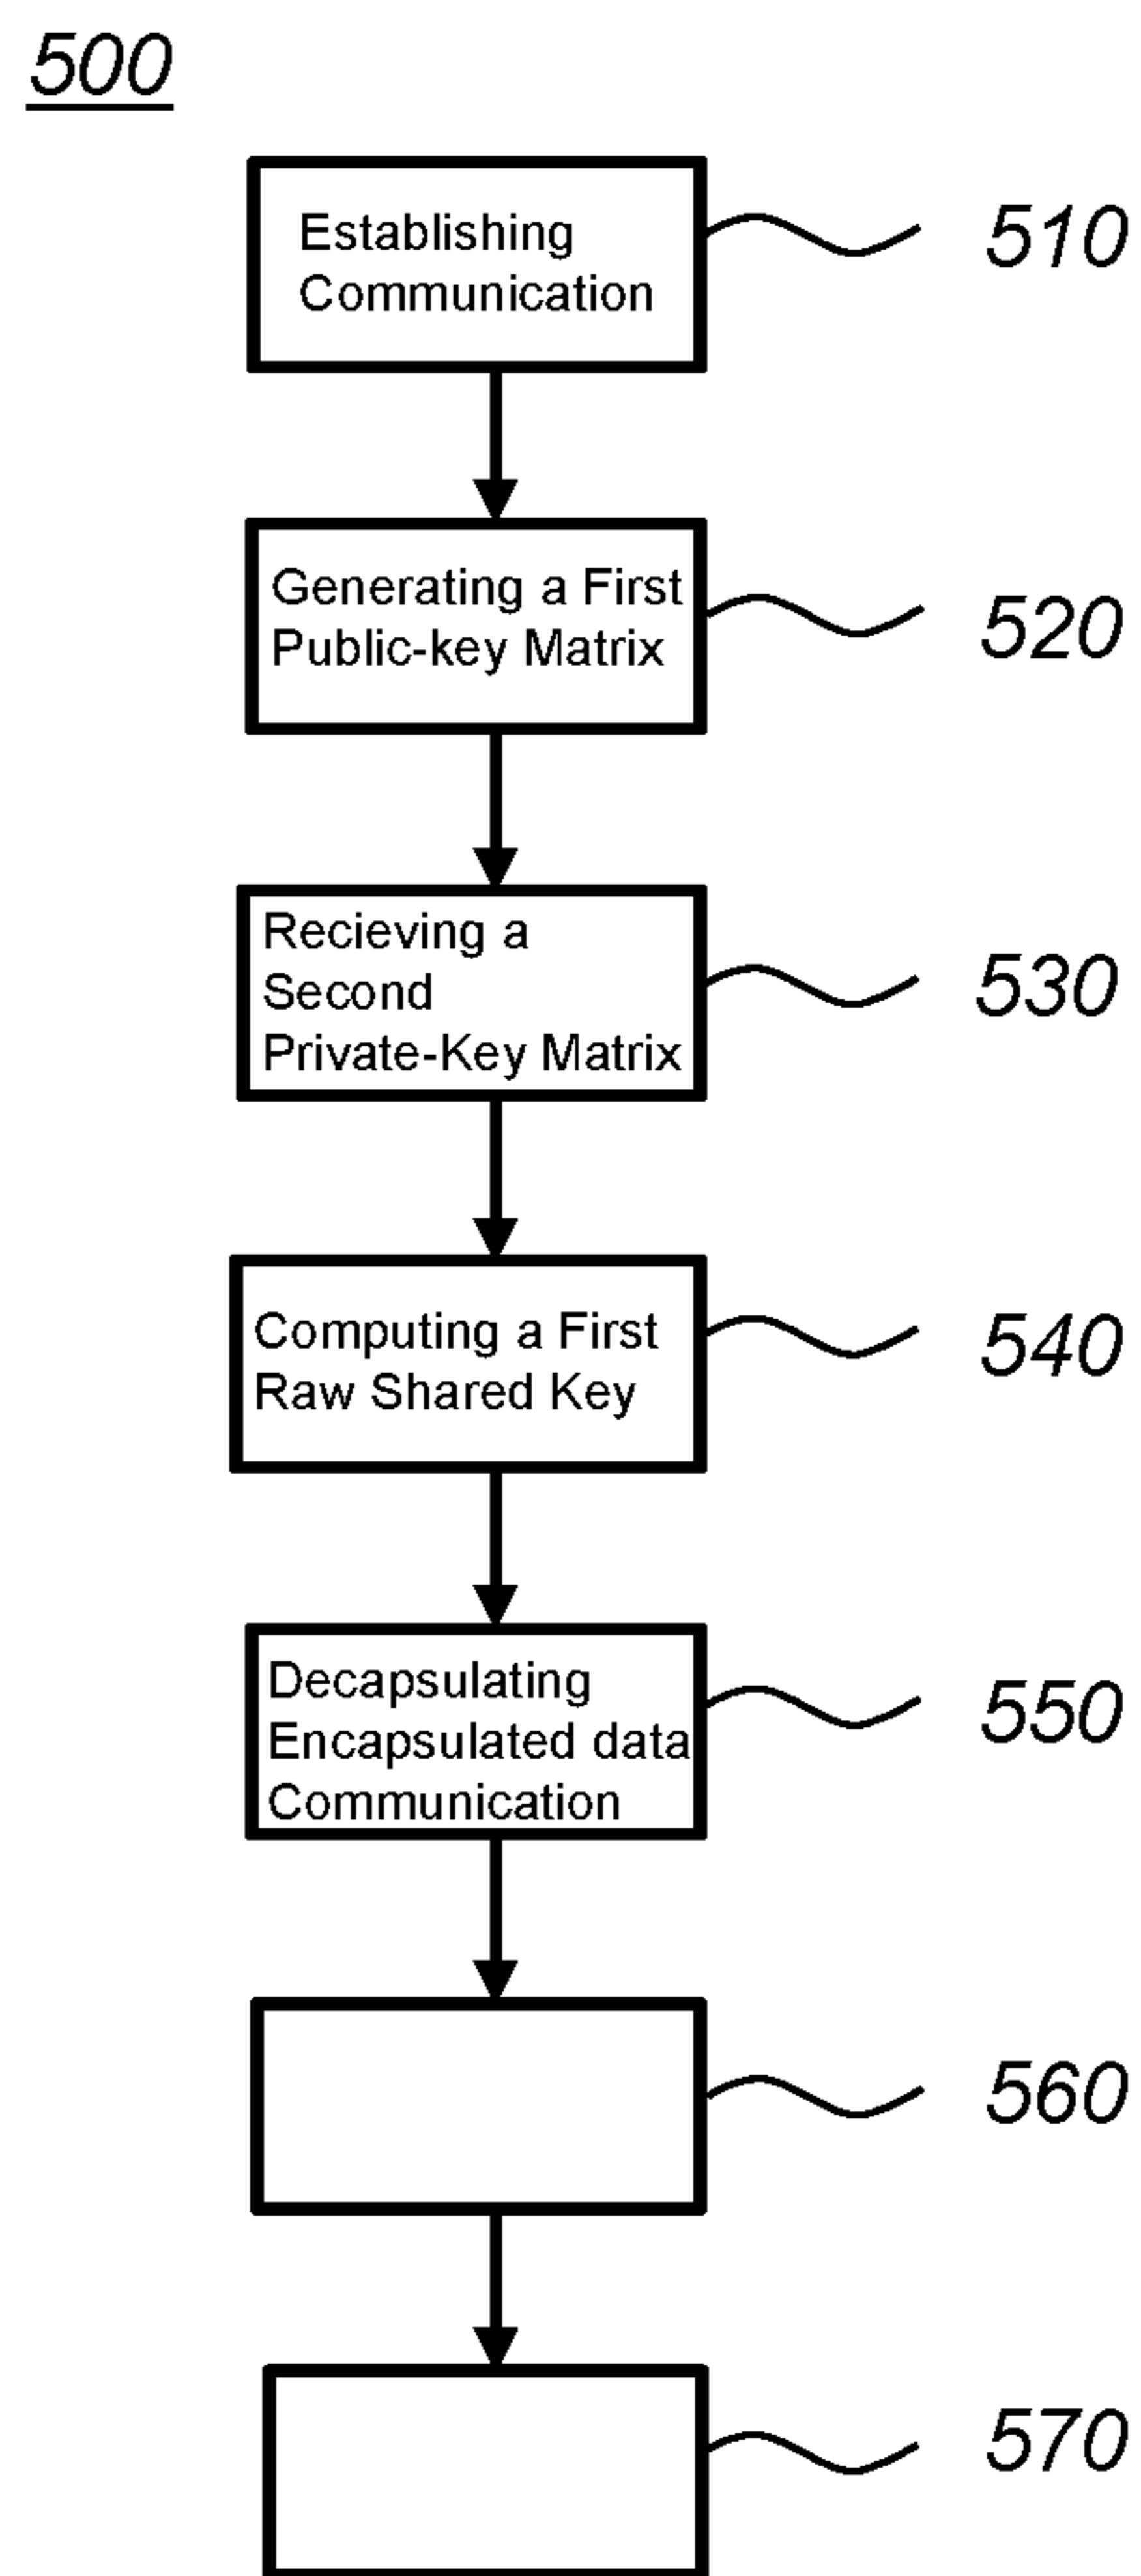 500
Establishing
Communication
510
Generating a First
Public-key Matrix
520
Recieving a
Second
Private-Key Matrix
530
Computing a First
Raw Shared Key
540
Decapsulating
Encapsulated data
Communication
550
560
570